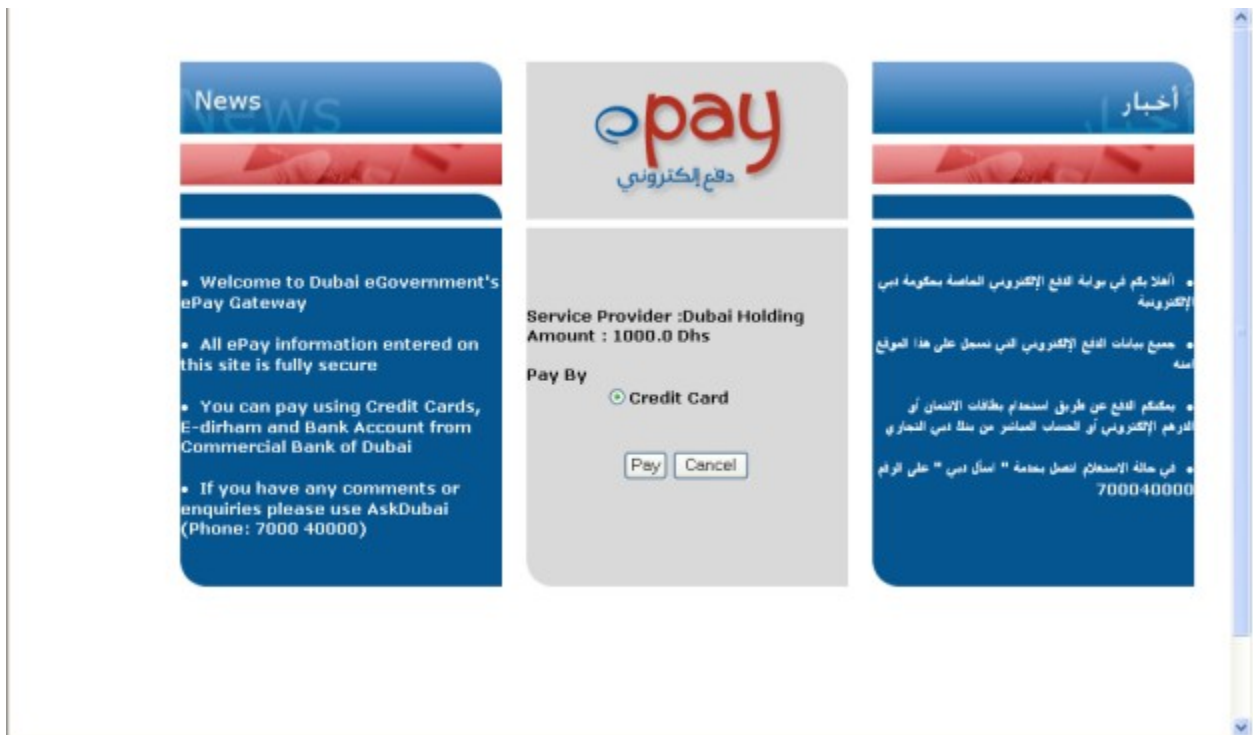 News
• Welcome to Dubai eGovernment's
ePay Gateway
• All ePay information entered on
this site is fully secure
• You can pay using Credit Cards,
E-dirham and Bank Account from
Commercial Bank of Dubai
• If you have any comments or
enquiries please use AskDubai
(Phone: 7000 40000)
epay
دفع إلكتروني
Service Provider :Dubai Holding
Amount : 1000.0 Dhs
Pay By
Credit Card
Pay Cancel
أخبار
• أهلا بكم في بوابة الدفع الإلكتروني الخاصة بحكومة دبي
الإلكترونية
• جميع بيانات الدفع الإلكتروني التي تسجل على هذا الموقع
امنه
• يمكنكم الدفع عن طريق استخدام بطاقات الائتمان أو
الدرهم الإلكتروني أو الحساب المباشر من بنك دبي التجاري
• في حالة الاستعلام اتصل بخدمة " اسأل دبي " على الرقم
700040000